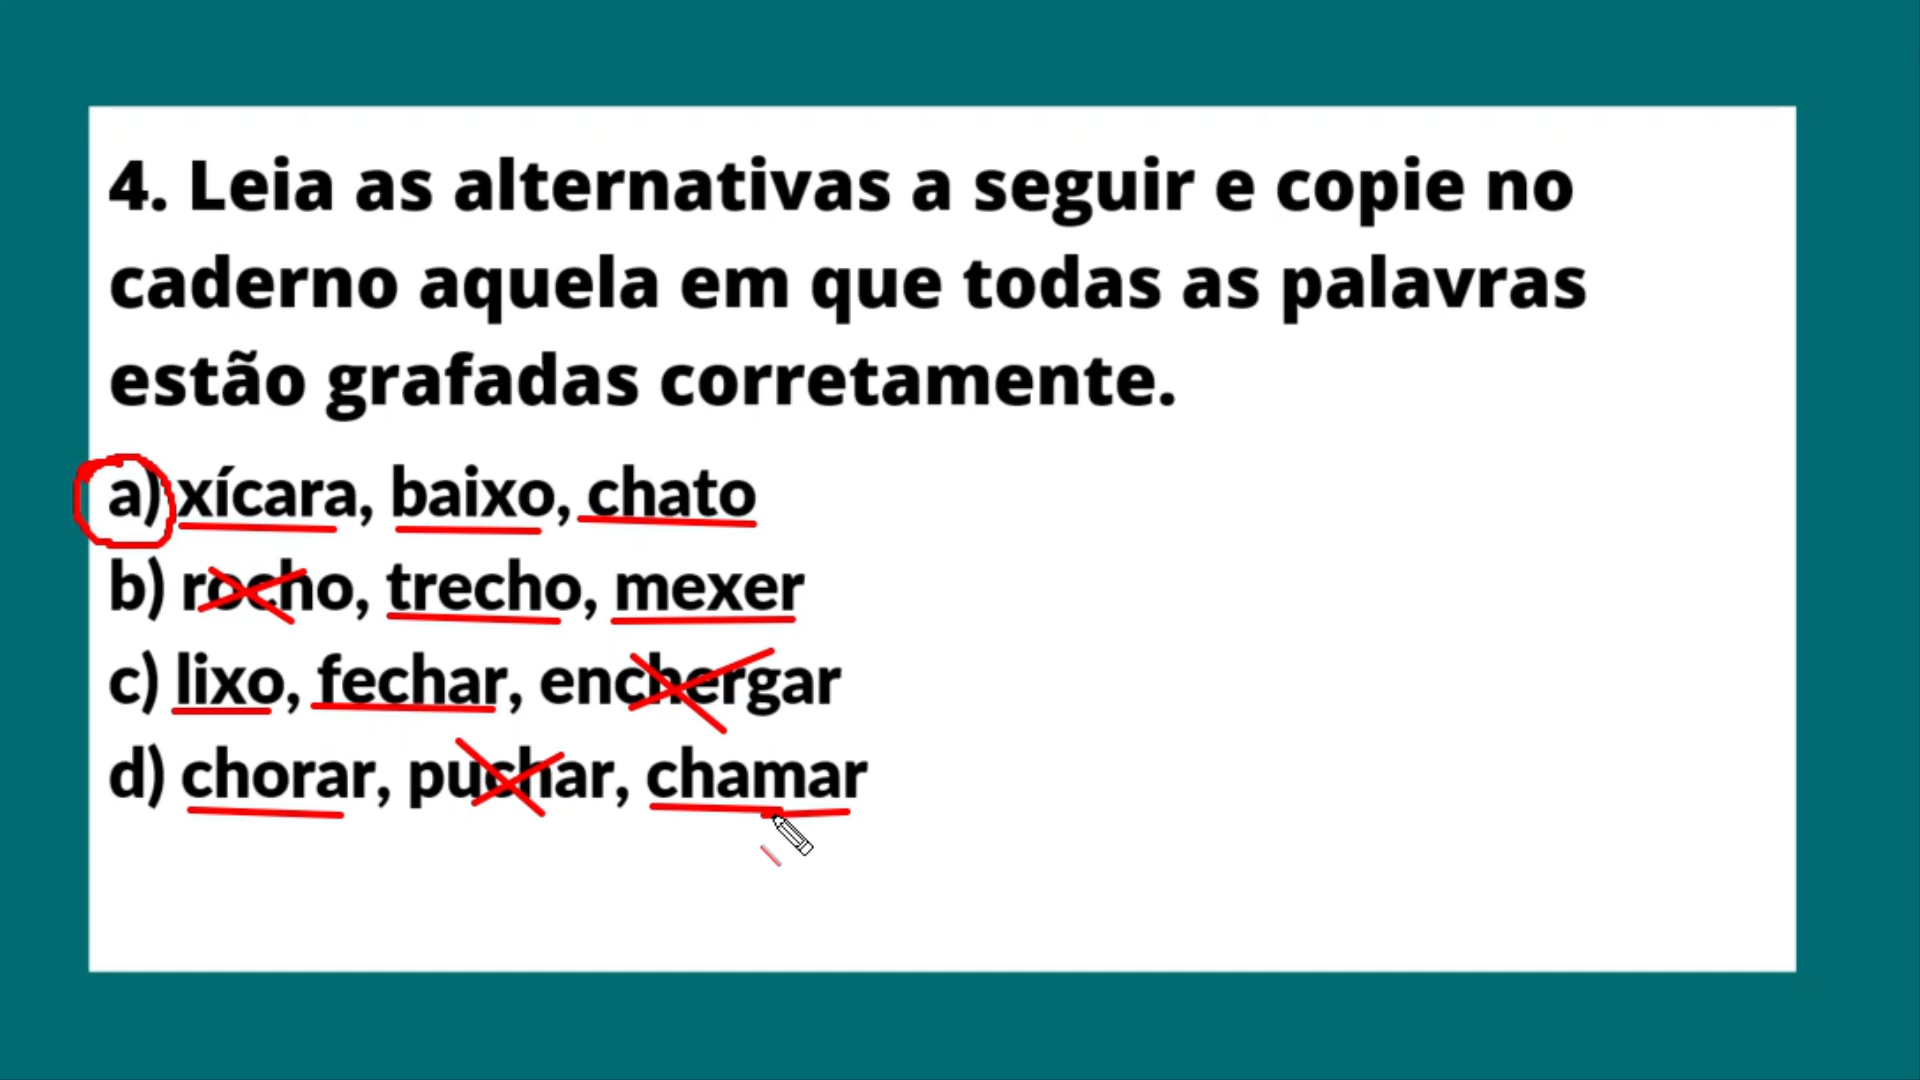 4. Leia as alternativas a seguir e copie no
caderno aquela em que todas as palavras
estão grafadas corretamente.
a) xícara, baixo, chato
b) rocho, trecho, mexer
c) lixo, fechar, enchergar
d) chorar, puchar, chamar